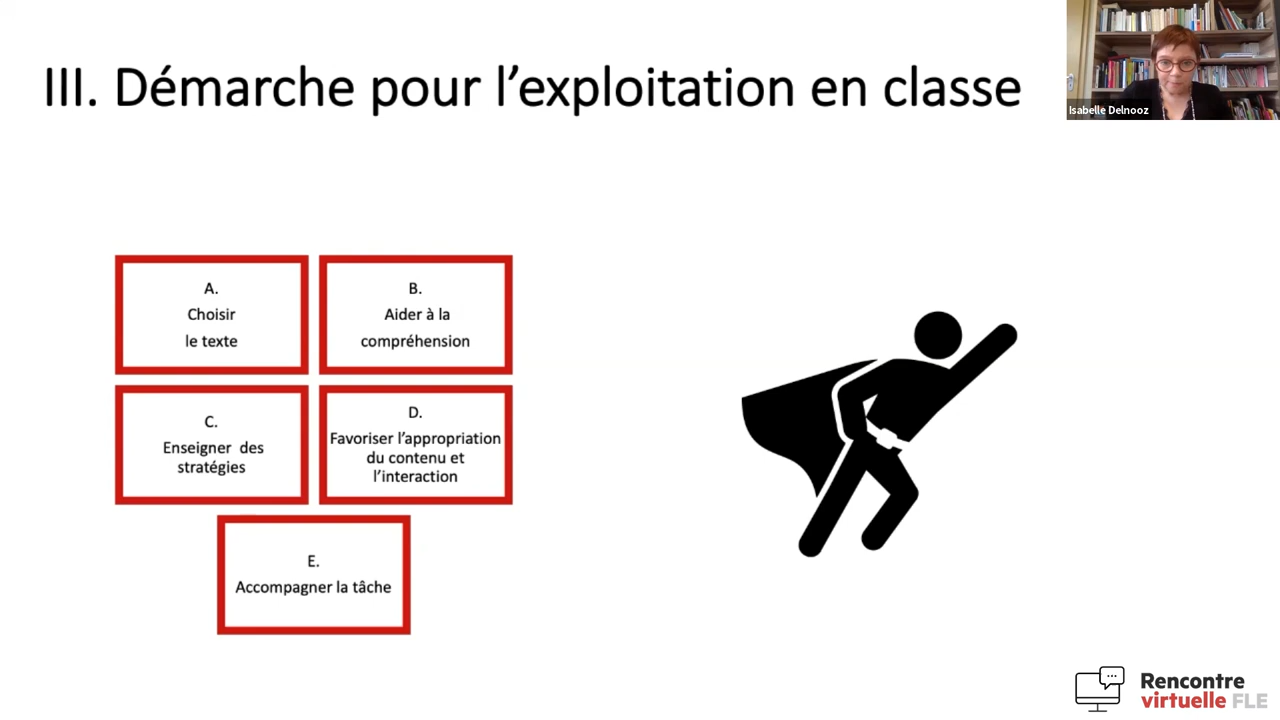 III. Démarche pour l’exploitation en classe
Isabelle Delnooz
A.
Choisir
le texte
B.
Aider à la
compréhension
C.
Enseigner des
stratégies
D.
Favoriser l’appropriation
du contenu et
l’interaction
E.
Accompagner la tâche
Rencontre
virtuelle FLE